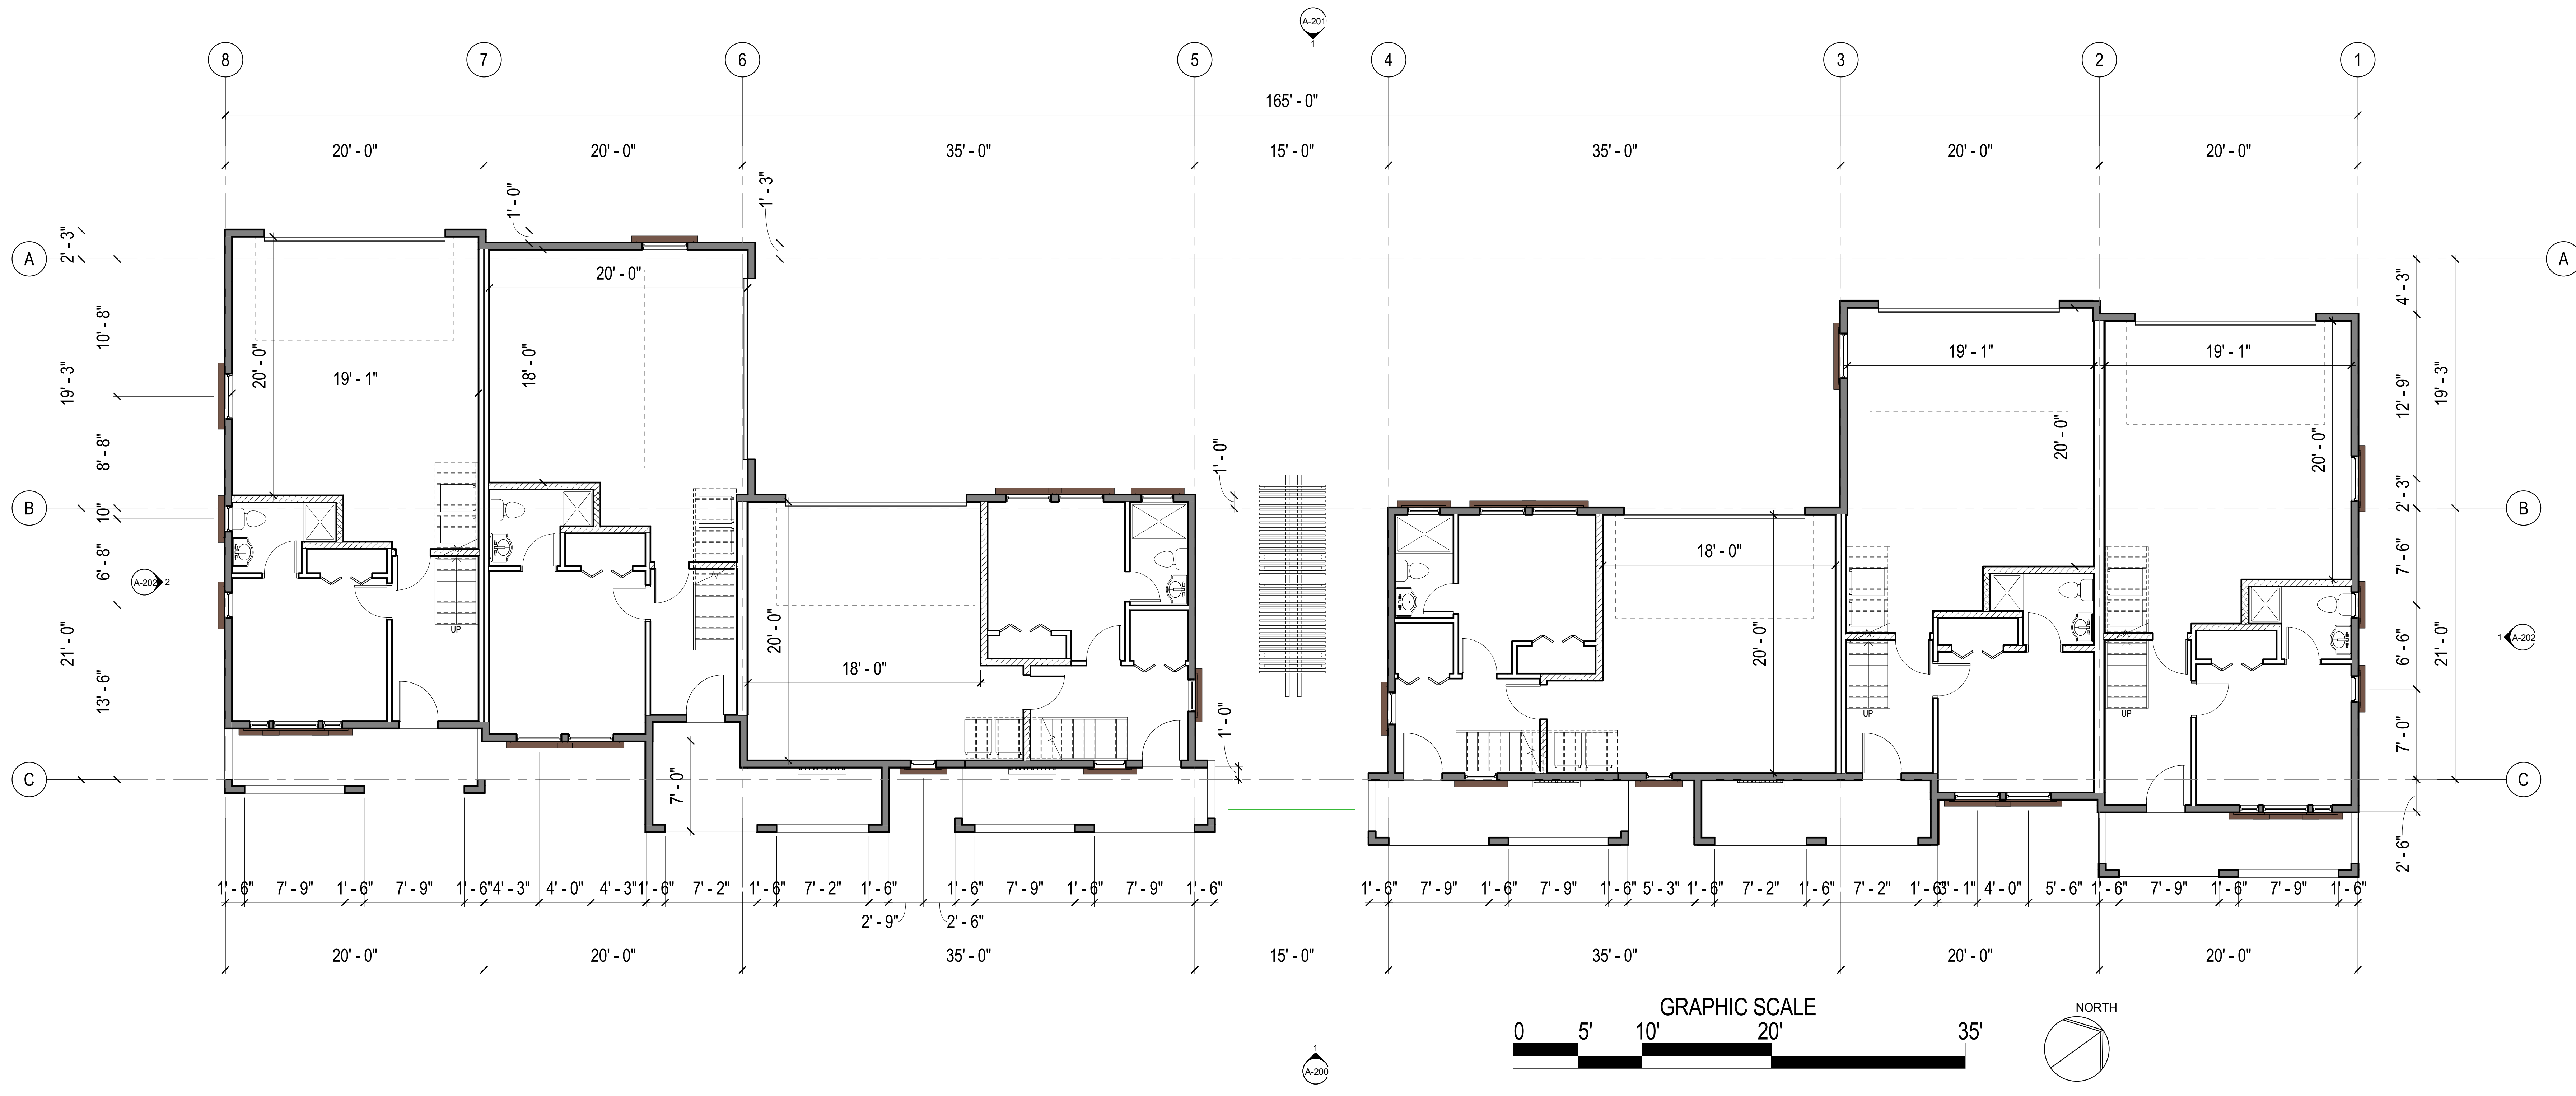 A-201
1
8
7
6
5
4
3
2
1
165' - 0"
20' - 0"
20' - 0"
35' - 0"
15' - 0"
35' - 0"
20' - 0"
20' - 0"
1' - 0"
1' - 3"
A
2' - 3"
A
20' - 0"
4' - 3"
10' - 8"
20' - 0"
19' - 1"
18' - 0"
19' - 1"
19' - 1"
19' - 3"
12' - 9"
19' - 3"
8' - 8"
1' - 0"
20' - 0"
20' - 0"
B
10"
2' - 3"
B
18' - 0"
6' - 8"
7' - 6"
A-202
2
UP
20' - 0"
20' - 0"
1
A-202
21' - 0"
6' - 6"
21' - 0"
18' - 0"
13' - 6"
UP
UP
1' - 0"
7' - 0"
C
7' - 0"
C
2' - 6"
1' - 6"
7' - 9"
1' - 6"
7' - 9"
1' - 6"
4' - 3"
4' - 0"
4' - 3"
1' - 6"
7' - 2"
1' - 6"
7' - 2"
1' - 6"
1' - 6"
7' - 9"
1' - 6"
7' - 9"
1' - 6"
1' - 6"
7' - 9"
1' - 6"
7' - 9"
1' - 6"
5' - 3"
1' - 6"
7' - 2"
1' - 6"
7' - 2"
1' - 6"
3' - 1"
4' - 0"
5' - 6"
1' - 6"
7' - 9"
1' - 6"
7' - 9"
1' - 6"
2' - 9"
2' - 6"
20' - 0"
20' - 0"
35' - 0"
15' - 0"
35' - 0"
20' - 0"
20' - 0"
GRAPHIC SCALE
0 5' 10' 20' 35'
NORTH
1
A-200